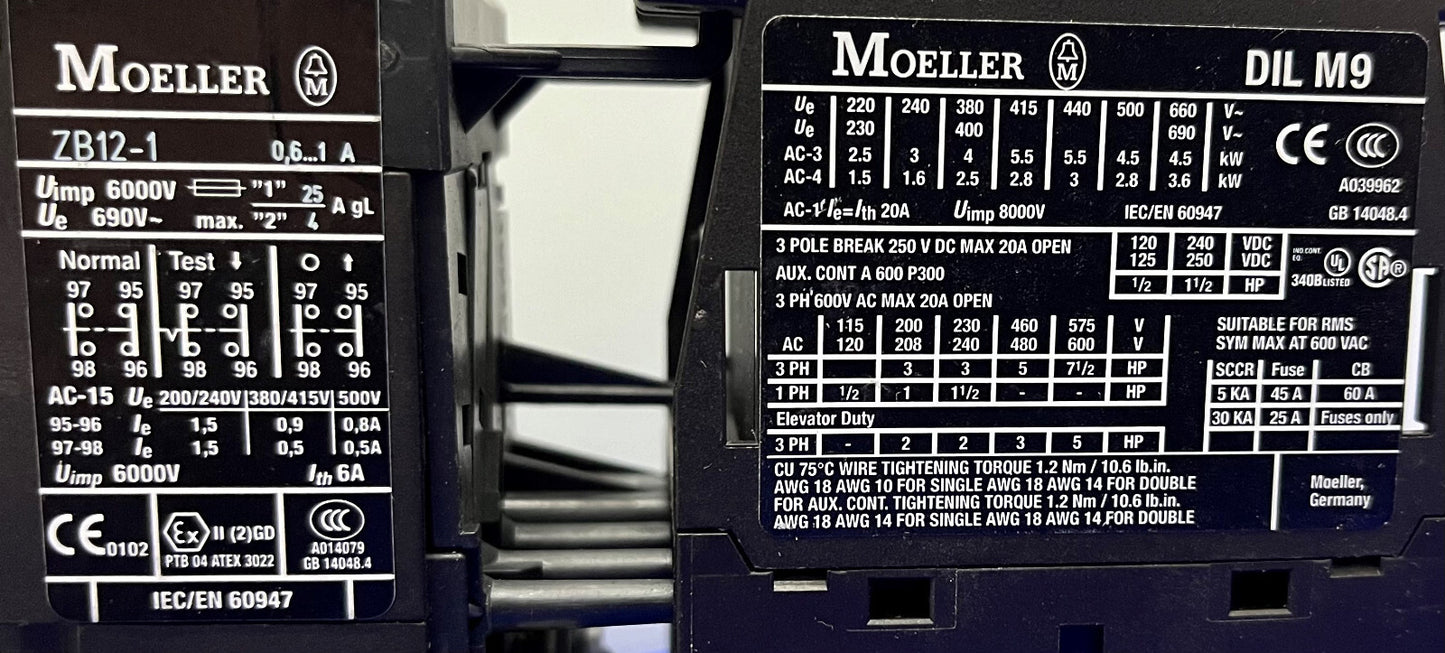 MOELLER M
ZB12-1 0,6...1 A
Uimp 6000V "1" 25 A gL
Ue 690V~ max. "2" 4
Normal Test ↓ O ↑
97 95 97 95 97 95
98 96 98 96 98 96
AC-15 Ue 200/240V 380/415V 500V
95-96 Ie 1,5 0,9 0,8A
97-98 Ie 1,5 0,5 0,5A
Uimp 6000V Ith 6A
CE 0102 Ex II (2)GD CCC
PTB 04 ATEX 3022 A014079
GB 14048.4
IEC/EN 60947
MOELLER M DIL M9
Ue 220 240 380 415 440 500 660 V~
Ue 230 400 690 V~
AC-3 2.5 3 4 5.5 5.5 4.5 4.5 kW
AC-4 1.5 1.6 2.5 2.8 3 2.8 3.6 kW
CE CCC
A039962
AC-1 Ie=Ith 20A Uimp 8000V IEC/EN 60947 GB 14048.4
3 POLE BREAK 250 V DC MAX 20A OPEN
AUX. CONT A 600 P300
3 PH 600V AC MAX 20A OPEN
120 240 VDC
125 250 VDC
1/2 1 1/2 HP
IND.CONT.
EQ.
340B UL LISTED SA ®
115 200 230 460 575 V
AC 120 208 240 480 600 V
3 PH 3 3 5 7 1/2 HP
1 PH 1/2 1 1 1/2 - - HP
Elevator Duty
3 PH - 2 2 3 5 HP
SUITABLE FOR RMS
SYM MAX AT 600 VAC
SCCR Fuse CB
5 KA 45 A 60 A
30 KA 25 A Fuses only
CU 75°C WIRE TIGHTENING TORQUE 1.2 Nm / 10.6 lb.in.
AWG 18 AWG 10 FOR SINGLE AWG 18 AWG 14 FOR DOUBLE
FOR AUX. CONT. TIGHTENING TORQUE 1.2 Nm / 10.6 lb.in.
AWG 18 AWG 14 FOR SINGLE AWG 18 AWG 14 FOR DOUBLE
Moeller,
Germany